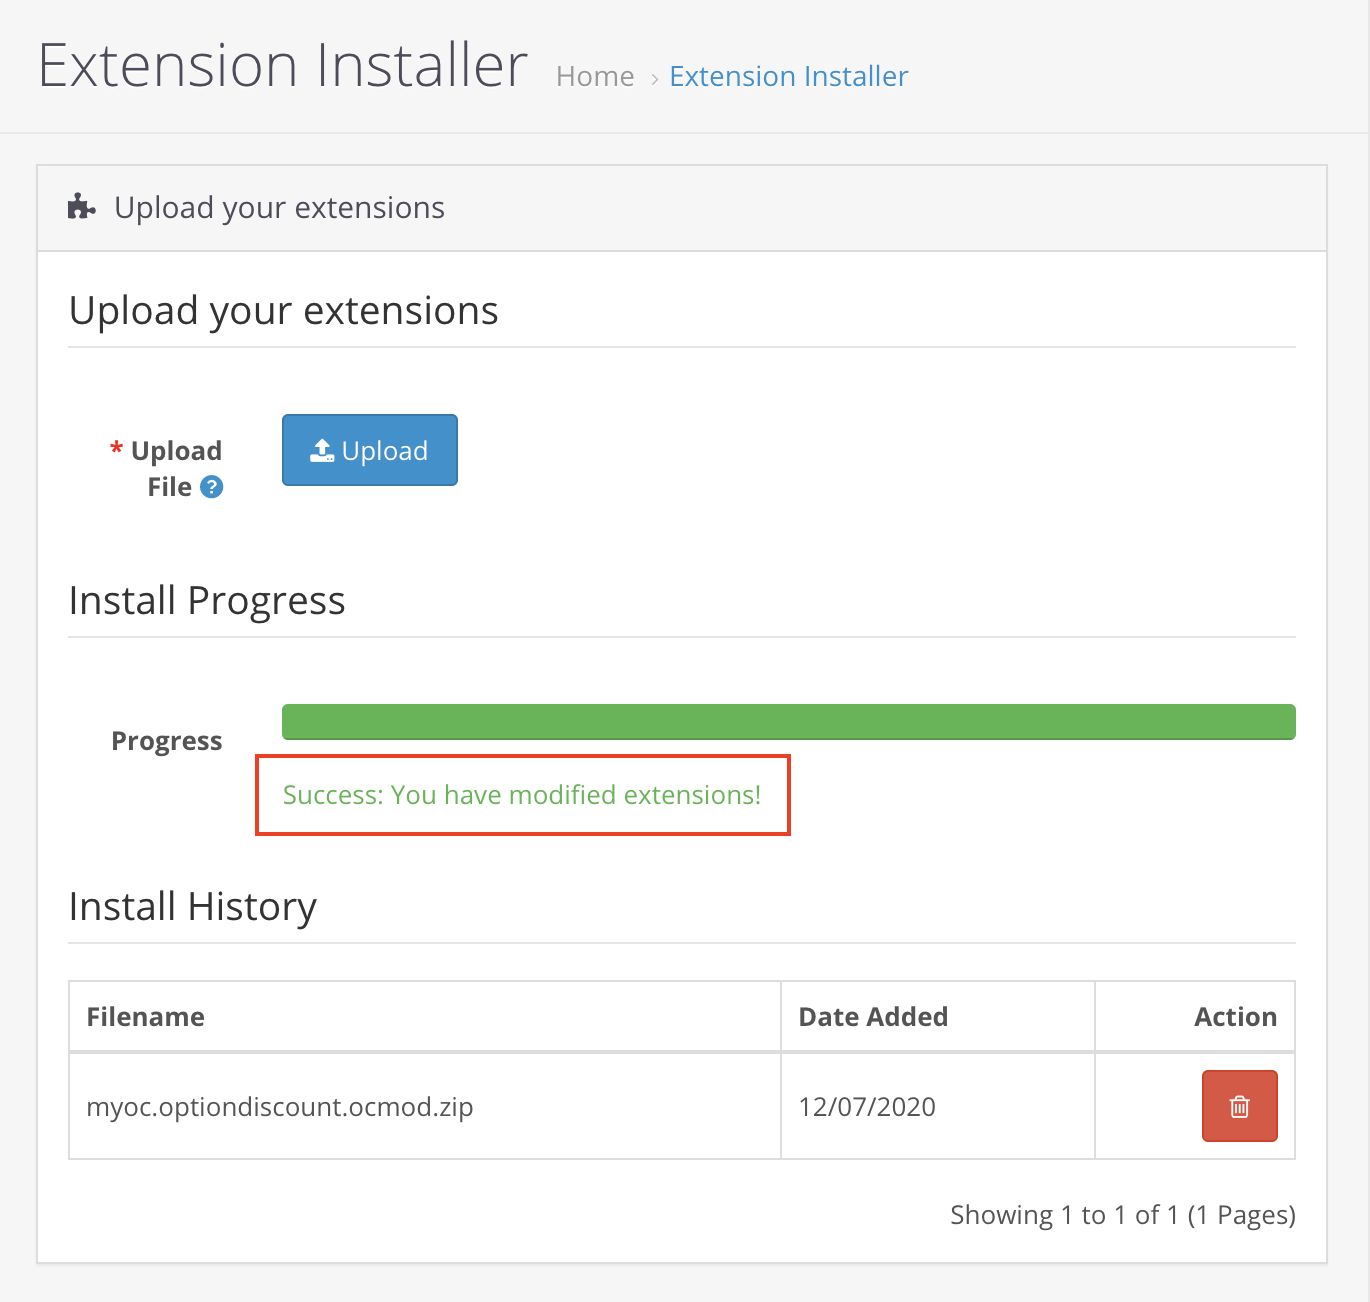 Extension Installer
Home › Extension Installer
Upload your extensions
Upload your extensions
* Upload
File ?
Upload
Install Progress
Progress
Success: You have modified extensions!
Install History
Filename Date Added Action
myoc.optiondiscount.ocmod.zip 12/07/2020
Showing 1 to 1 of 1 (1 Pages)